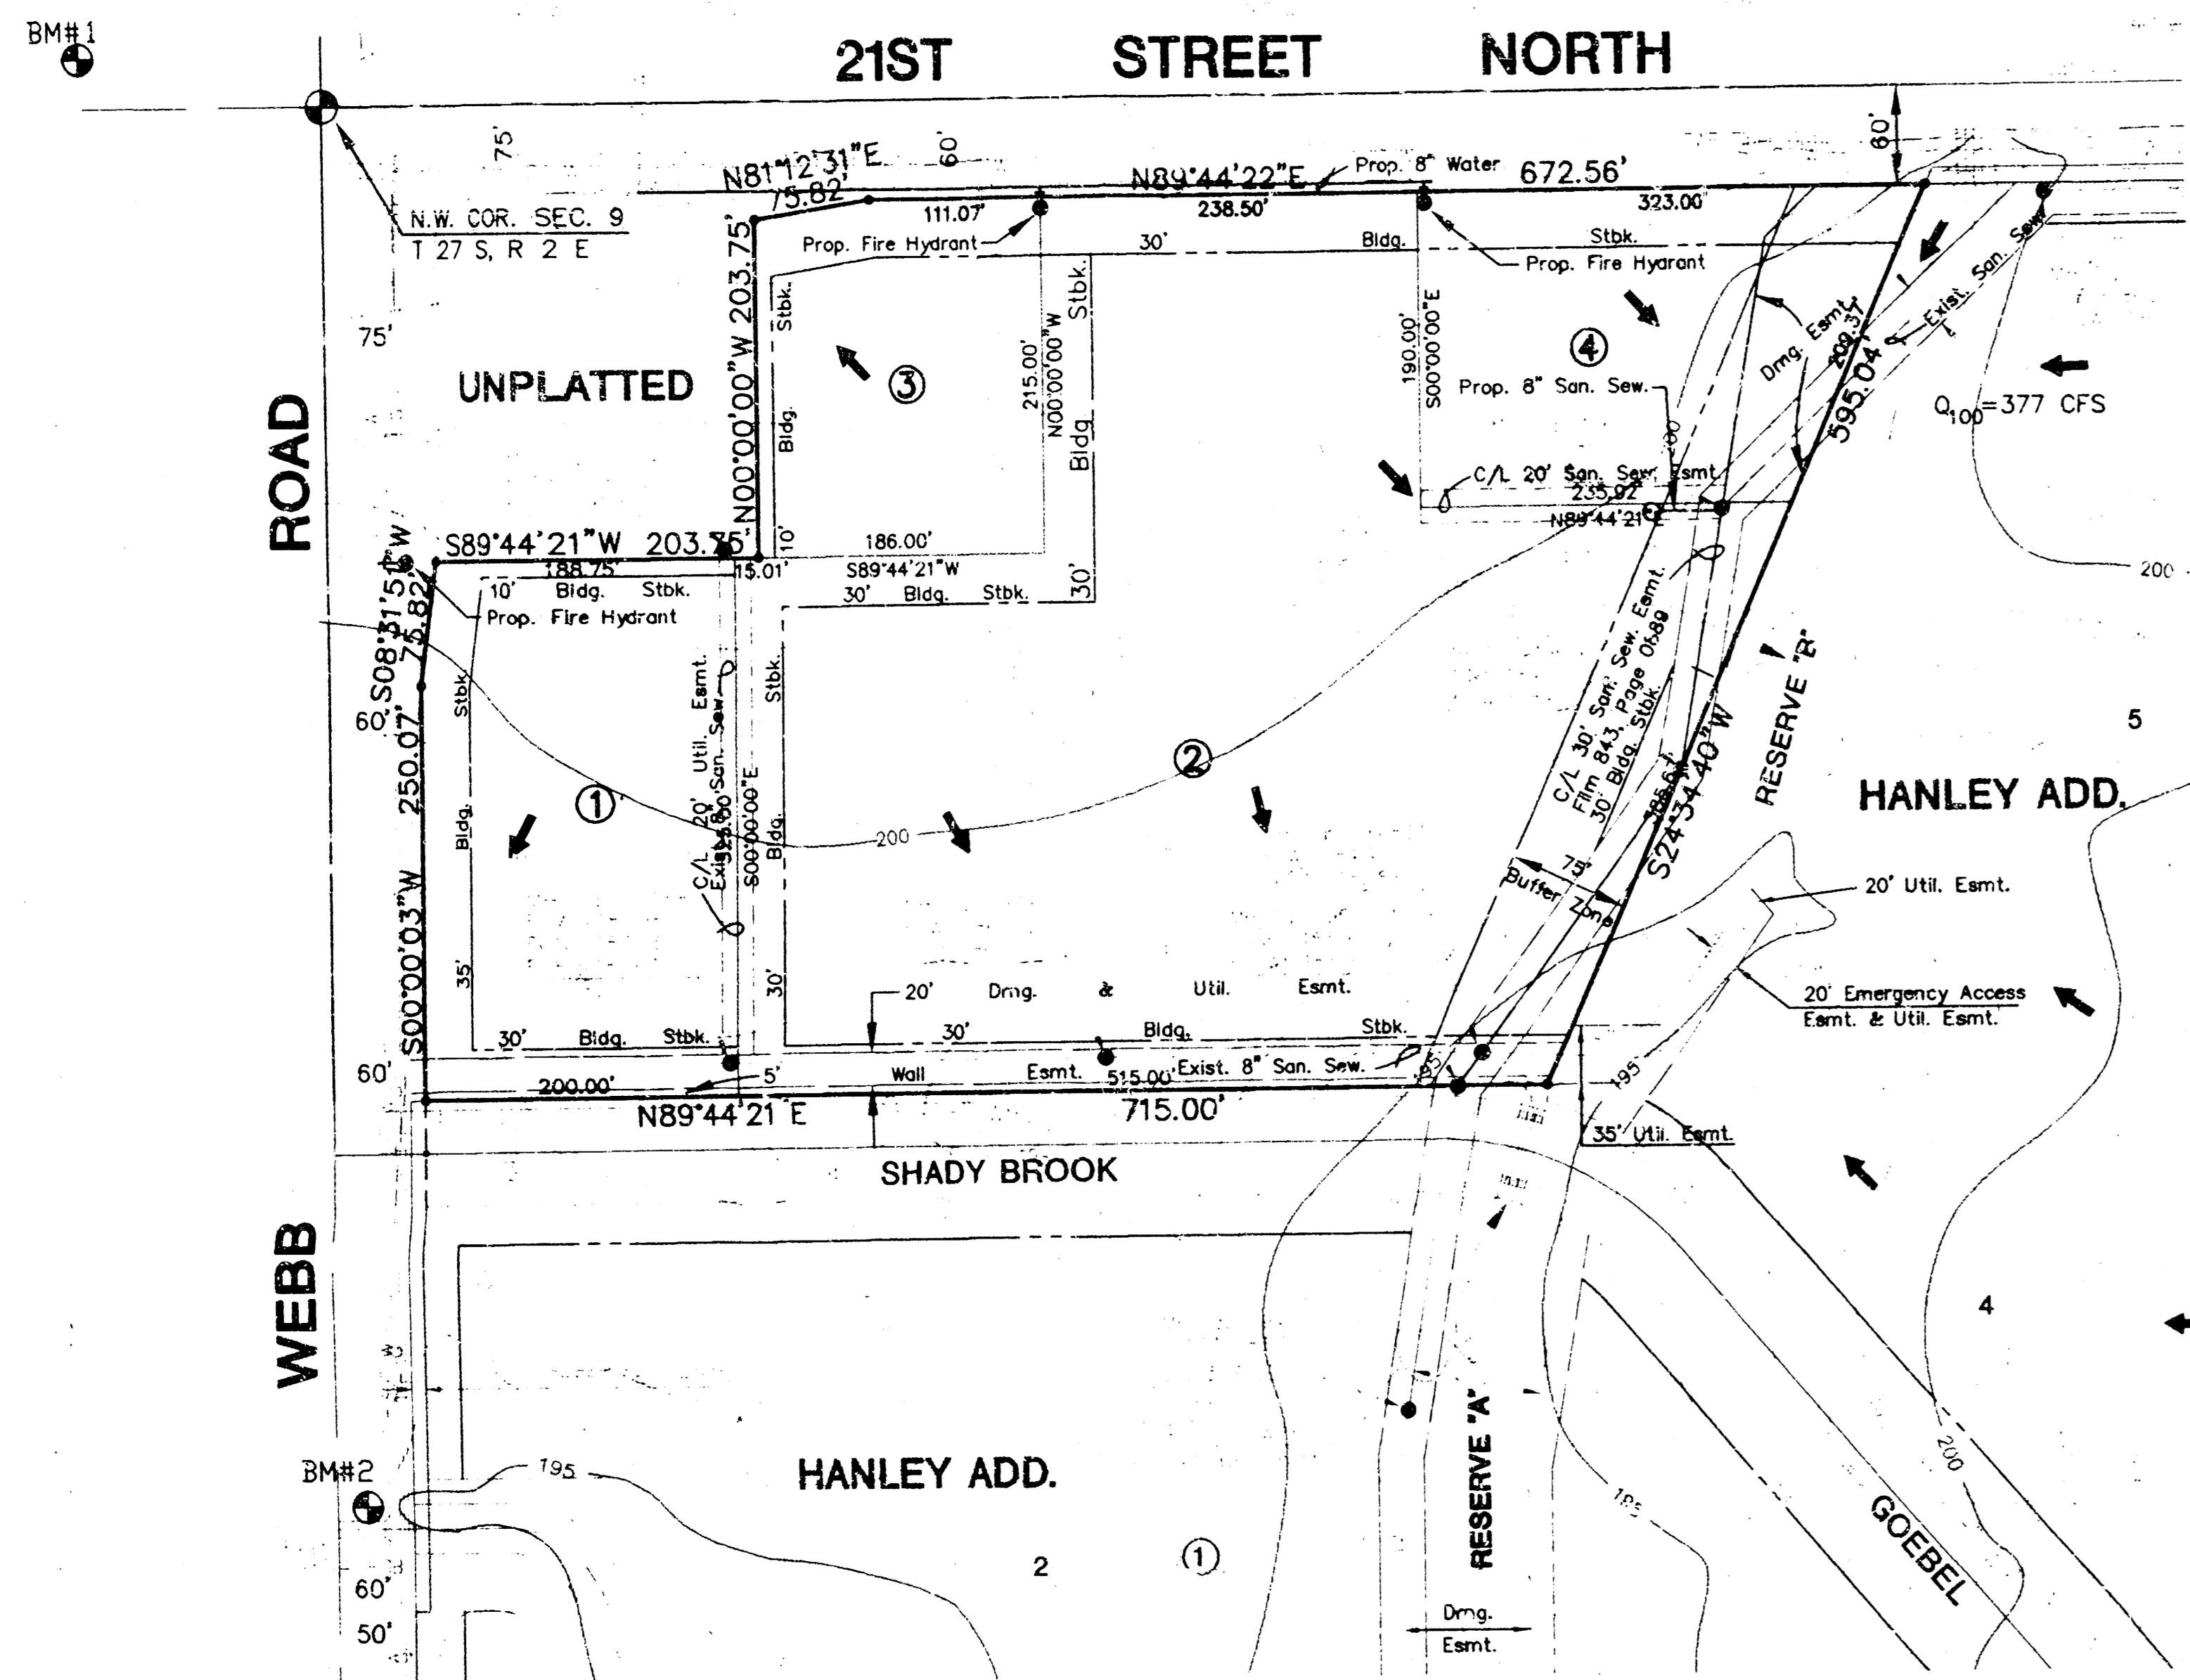 BM#1
21ST STREET NORTH
75'
60'
60'
N81°12'31"E
75.82'
N89°44'22"E
Prop. 8" Water
672.56'
111.07'
238.50'
323.00'
N.W. COR. SEC. 9
T 27 S, R 2 E
Prop. Fire Hydrant
30' Bldg. Stbk.
Prop. Fire Hydrant
Exist. San. Sew.
N00°00'00"W 203.75'
Stbk.
Bldg.
10'
215.00'
N00°00'00"W
Stbk.
Bldg
30'
190.00'
S00°00'00"E
75'
UNPLATTED
3
4
Drng. Esmt.
209.37'
595.04'
Prop. 8" San. Sew.
Q100=377 CFS
ROAD
200
C/L 20' San. Sew. Esmt.
235.92'
N89°44'21"E
S89°44'21"W 203.75'
188.75'
15.01'
186.00'
S89°44'21"W
10' Bldg. Stbk.
30' Bldg. Stbk.
Prop. Fire Hydrant
200
S08°31'51"W
75.82'
60'
250.07'
S00°00'03"W
Stbk.
Bldg.
35'
C/L 20' Util. Esmt.
Exist. 8" San. Sew.
S00°00'00"E
Stbk.
Bldg.
30'
C/L 30' San. Sew. Esmt.
Film 843, Page 0689
30' Bldg. Stbk.
S24°34'40"W
RESERVE "B"
5
1
2
HANLEY ADD.
200
75'
Buffer Zone
20' Util. Esmt.
20' Drng. & Util. Esmt.
20' Emergency Access
Esmt. & Util. Esmt.
30' Bldg. Stbk.
30' Bldg. Stbk.
60'
5' Wall Esmt.
Exist. 8" San. Sew.
195
200.00'
515.00'
N89°44'21"E
715.00'
35' Util. Esmt.
SHADY BROOK
WEBB
4
BM#2
195
HANLEY ADD.
RESERVE "A"
195
200
GOEBEL
2
1
60'
50'
Drng.
Esmt.